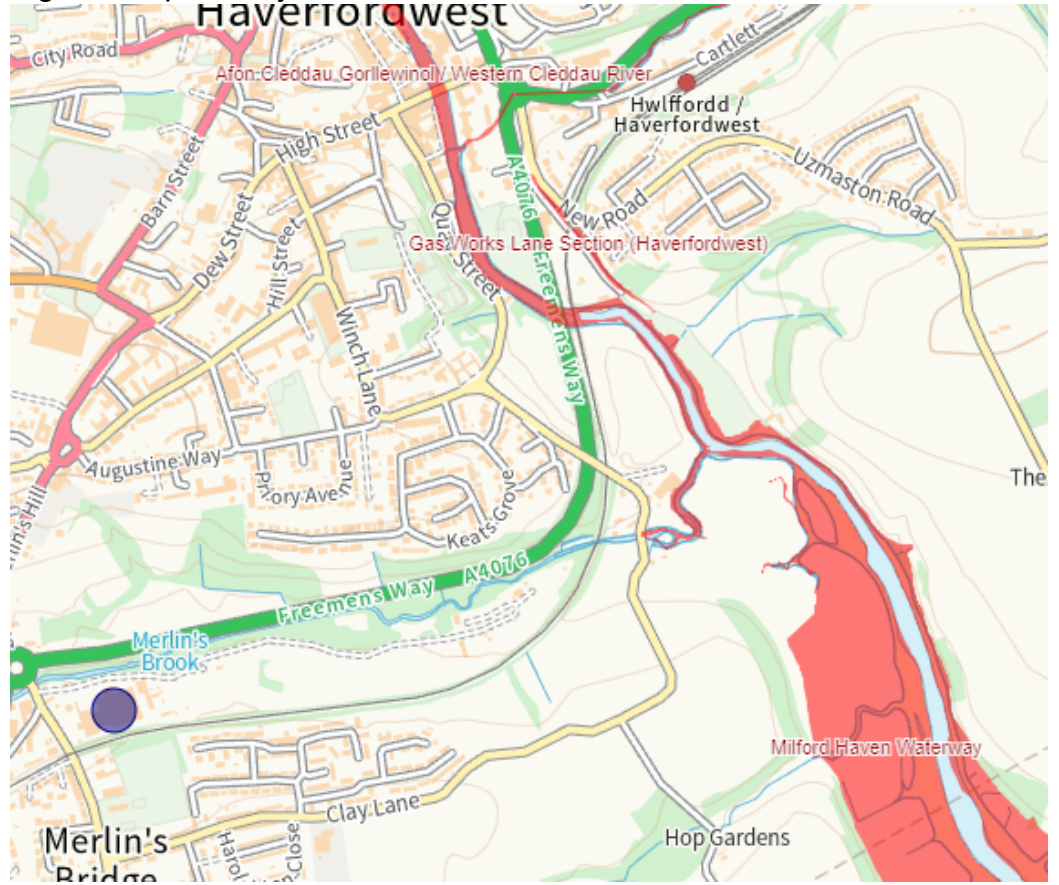 Haverfordwest
City Road
Cartlett
Afon Cleddau Gorllewinol / Western Cleddau River
Hwlffordd /
Haverfordwest
High Street
Uzmaston Road
A4076
Barn Street
New Road
Dew Street
Quay Street
Gas Works Lane Section (Haverfordwest)
Hill Street
Freemens Way
Winch Lane
Augustine Way
Priory Avenue
The
Keats Grove
Freemens Way
A4076
Merlin's
Brook
Milford Haven Waterway
Clay Lane
Hop Gardens
Merlin's
Bridge
Close